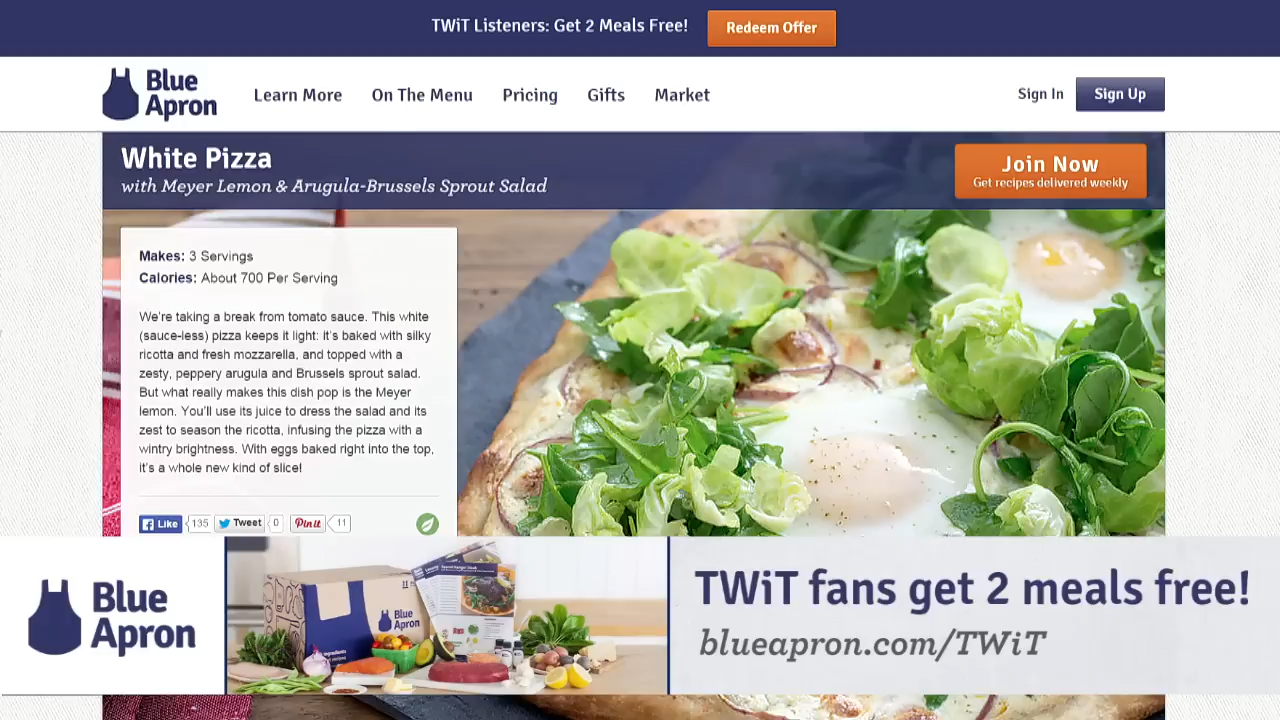 TWiT Listeners: Get 2 Meals Free!
Redeem Offer
Blue
Apron
Learn More
On The Menu
Pricing
Gifts
Market
Sign In
Sign Up
White Pizza
with Meyer Lemon & Arugula-Brussels Sprout Salad
Join Now
Get recipes delivered weekly
Makes: 3 Servings
Calories: About 700 Per Serving
We're taking a break from tomato sauce. This white
(sauce-less) pizza keeps it light: it's baked with silky
ricotta and fresh mozzarella, and topped with a
zesty, peppery arugula and Brussels sprout salad.
But what really makes this dish pop is the Meyer
lemon. You'll use its juice to dress the salad and its
zest to season the ricotta, infusing the pizza with a
wintry brightness. With eggs baked right into the top,
it's a whole new kind of slice!
Like
135
Tweet
0
Pin it
11
Blue
Apron
Blue
Apron
TWiT fans get 2 meals free!
blueapron.com/TWiT